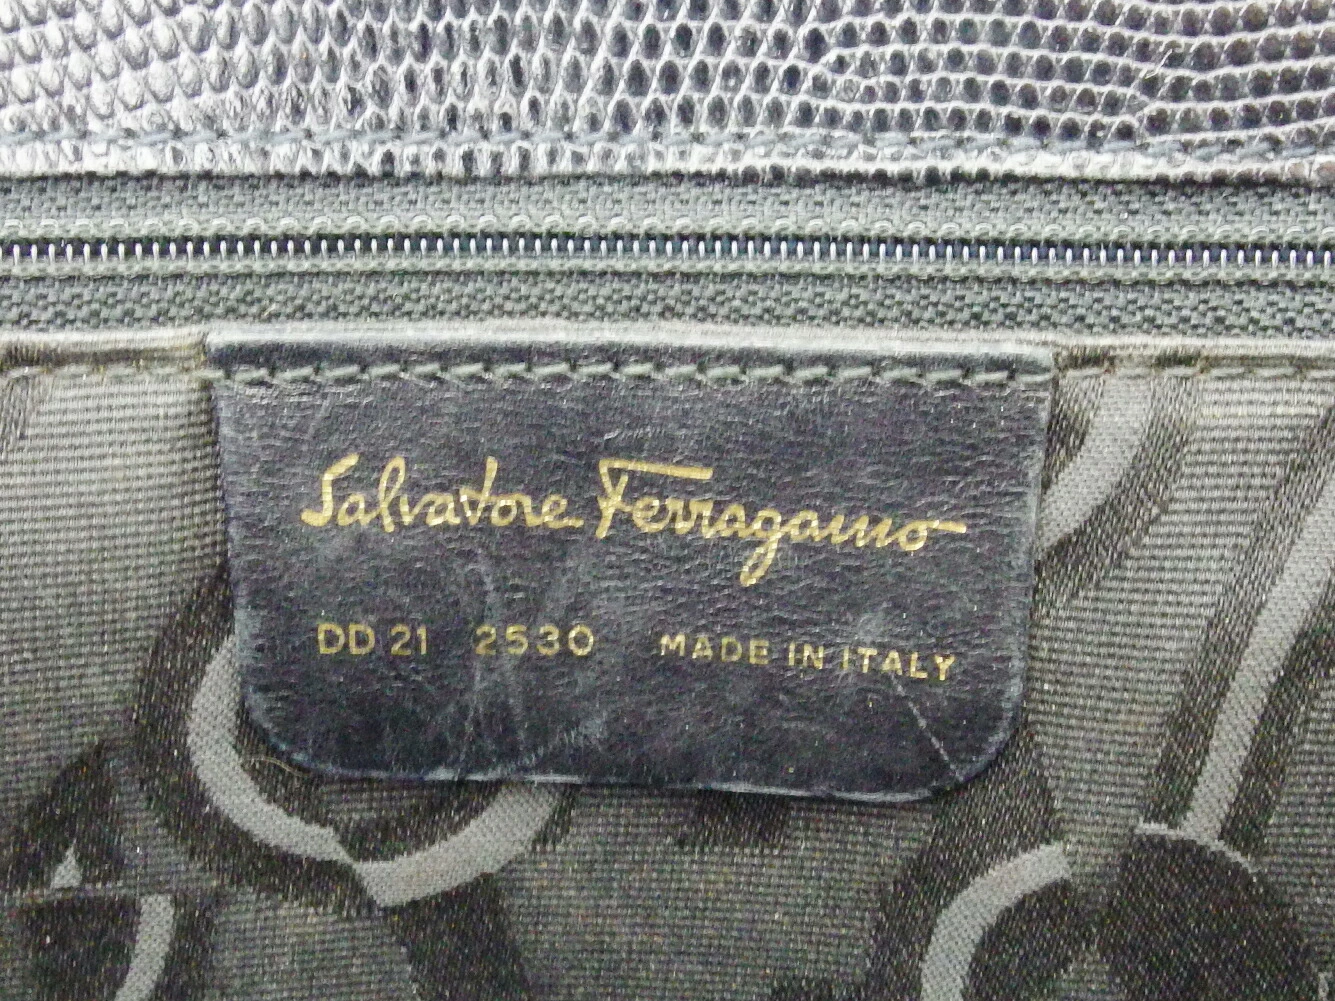 Salvatore Ferragamo
DD 21 2530 MADE IN ITALY